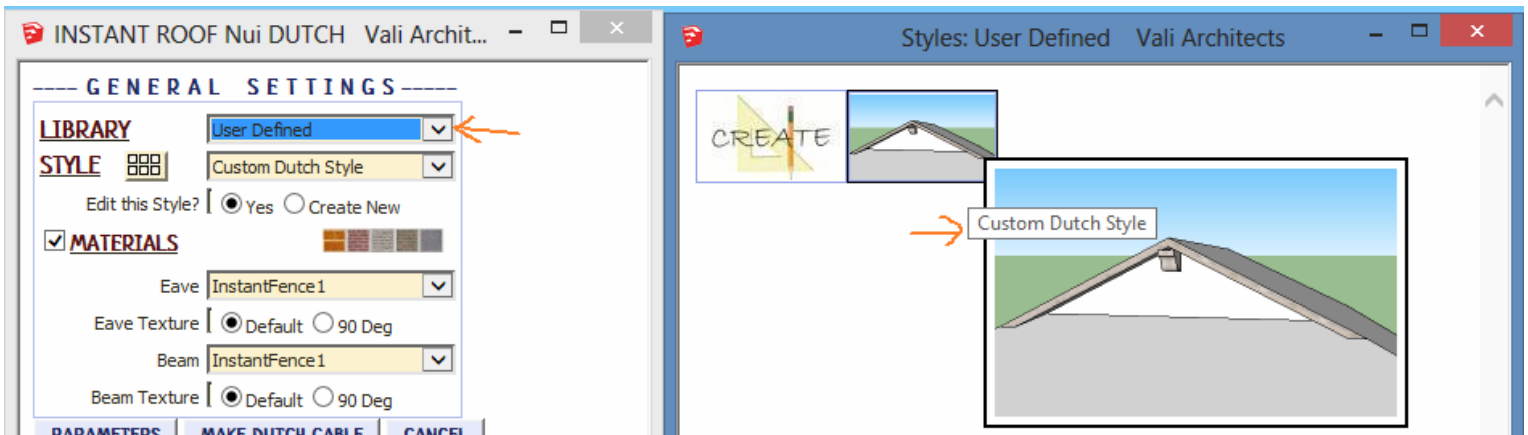 INSTANT ROOF Nui DUTCH Vali Archit...
---- GENERAL SETTINGS-----
LIBRARY User Defined
STYLE Custom Dutch Style
Edit this Style? Yes Create New
MATERIALS
Eave InstantFence1
Eave Texture Default 90 Deg
Beam InstantFence1
Beam Texture Default 90 Deg
PARAMETERS MAKE DUTCH GABLE CANCEL
Styles: User Defined Vali Architects
CREATE
Custom Dutch Style